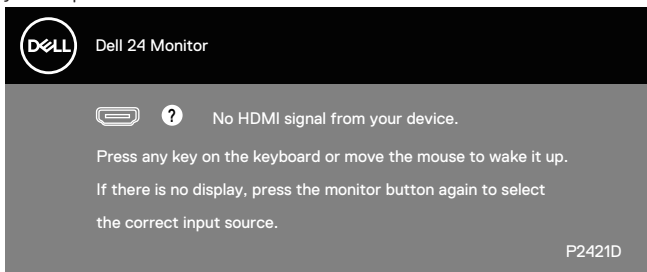 DELL
Dell 24 Monitor
? No HDMI signal from your device.
Press any key on the keyboard or move the mouse to wake it up.
If there is no display, press the monitor button again to select
the correct input source.
P2421D